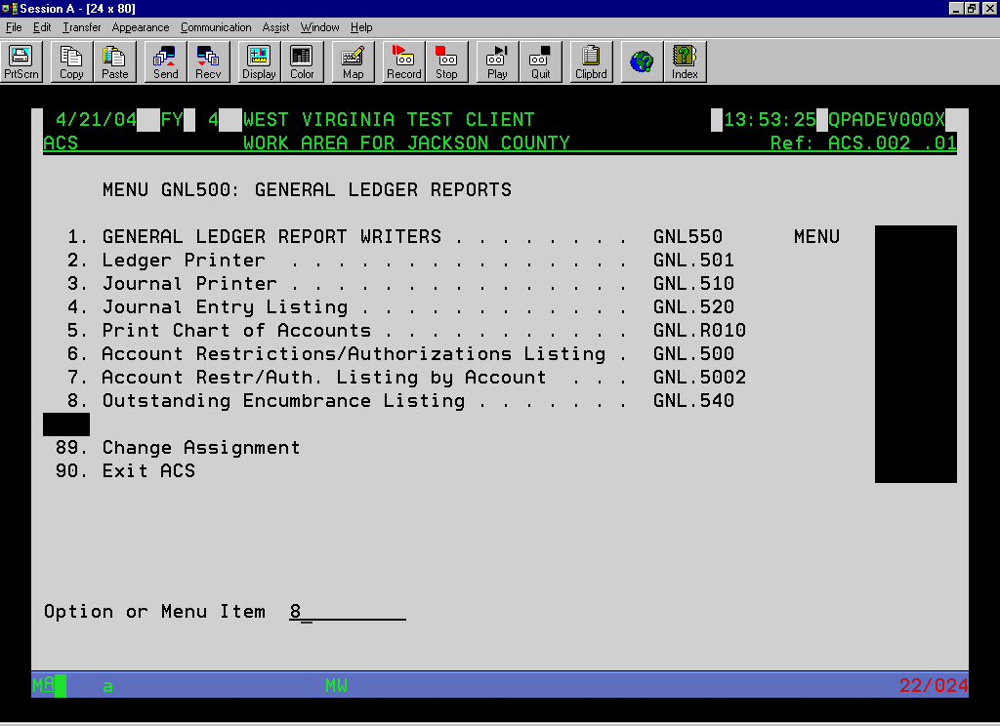 Session A - [24 x 80]
File Edit Transfer Appearance Communication Assist Window Help
PrtScrn Copy Paste Send Recv Display Color Map Record Stop Play Quit Clipbrd Index
4/21/04 FY 4 WEST VIRGINIA TEST CLIENT 13:53:25 QPADEV000X
ACS WORK AREA FOR JACKSON COUNTY Ref: ACS.002 .01
MENU GNL500: GENERAL LEDGER REPORTS
1. GENERAL LEDGER REPORT WRITERS . . . . . . . . GNL550 MENU
2. Ledger Printer . . . . . . . . . . . . . . . GNL.501
3. Journal Printer . . . . . . . . . . . . . . . GNL.510
4. Journal Entry Listing . . . . . . . . . . . . GNL.520
5. Print Chart of Accounts . . . . . . . . . . . GNL.R010
6. Account Restrictions/Authorizations Listing . GNL.500
7. Account Restr/Auth. Listing by Account . . . GNL.5002
8. Outstanding Encumbrance Listing . . . . . . . GNL.540
89. Change Assignment
90. Exit ACS
Option or Menu Item 8_
MA a MW 22/024